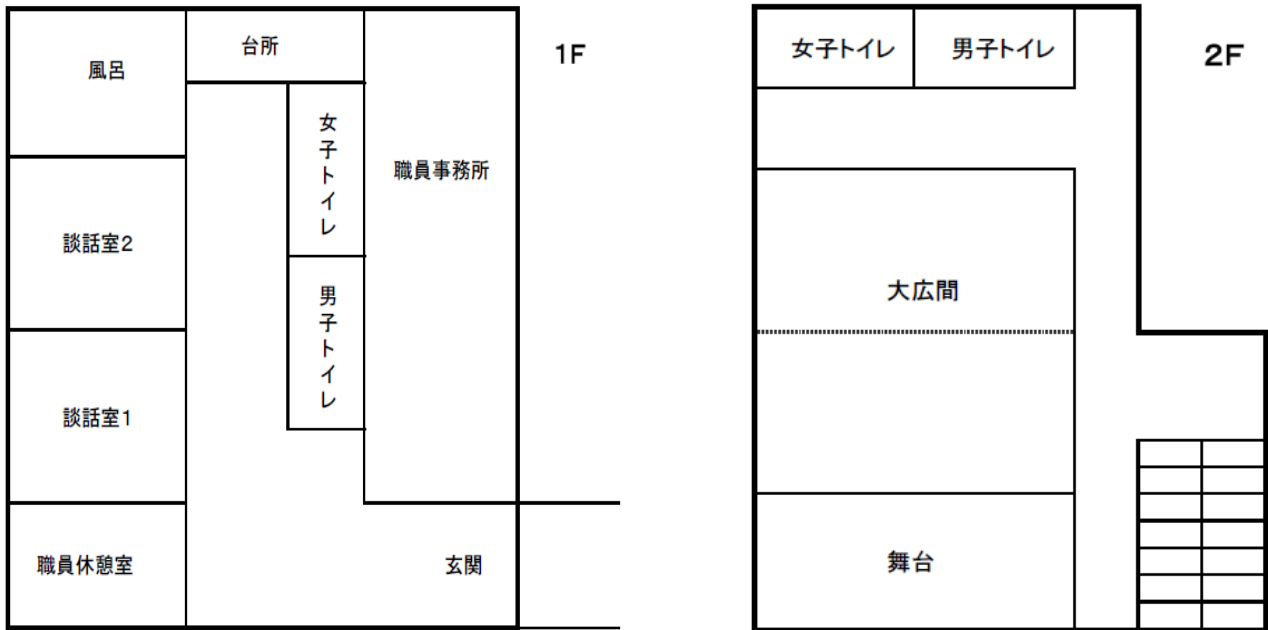 1F
台所
風呂
女子トイレ
職員事務所
談話室2
男子トイレ
談話室1
職員休憩室
玄関
2F
女子トイレ
男子トイレ
大広間
舞台